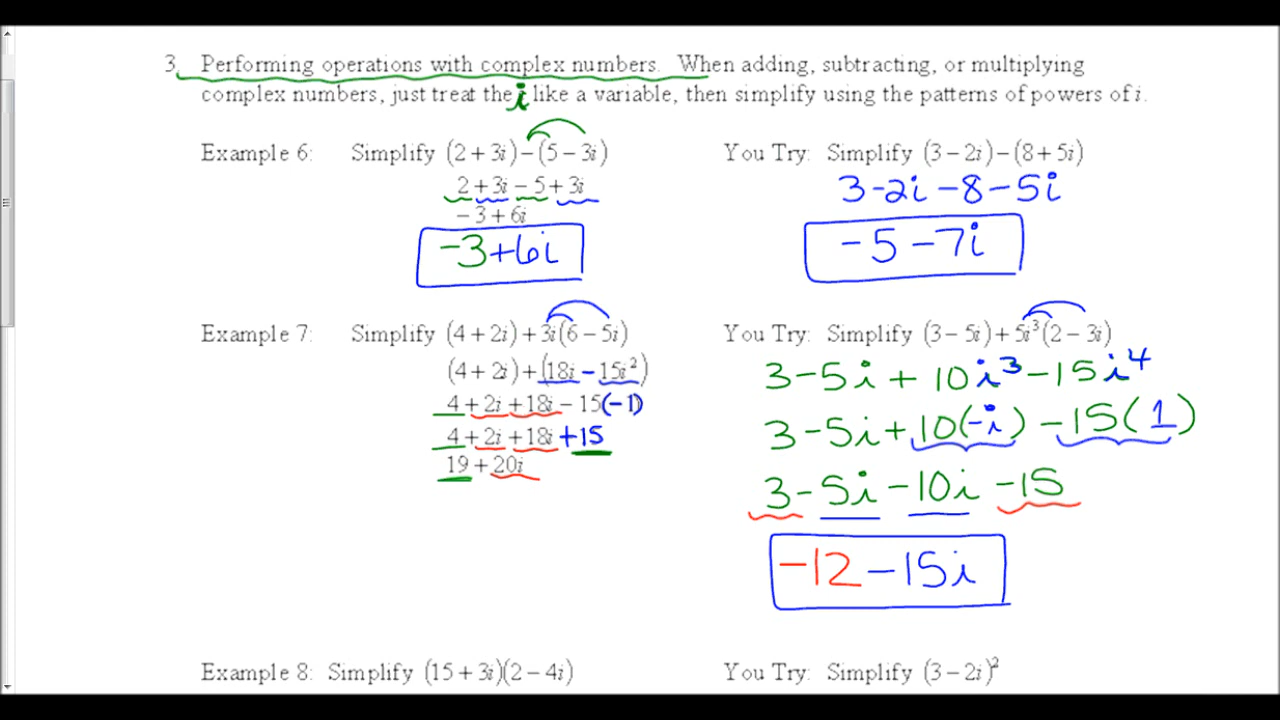 3. Performing operations with complex numbers. When adding, subtracting, or multiplying
complex numbers, just treat the i like a variable, then simplify using the patterns of powers of i.
Example 6: Simplify (2 + 3i) – (5 – 3i)
2 + 3i – 5 + 3i
– 3 + 6i
-3+6i
You Try: Simplify (3 – 2i) – (8 + 5i)
3-2i-8-5i
-5-7i
Example 7: Simplify (4 + 2i) + 3i(6 – 5i)
(4 + 2i) + (18i – 15i²)
4 + 2i + 18i – 15(-1)
4 + 2i + 18i +15
19 + 20i
You Try: Simplify (3 – 5i) + 5i³(2 – 3i)
3-5i + 10i³ -15i⁴
3-5i+10(-i) -15(1)
3-5i-10i-15
-12-15i
Example 8: Simplify (15 + 3i)(2 – 4i)
You Try: Simplify (3 – 2i)²